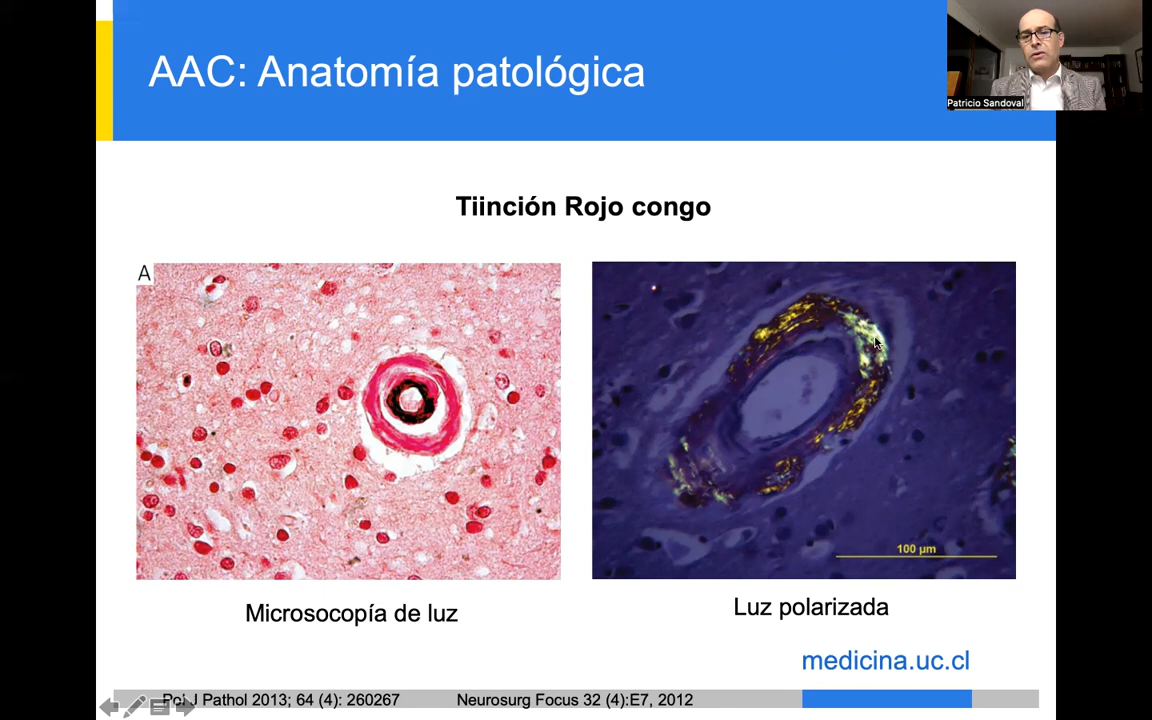 AAC: Anatomía patológica
Patricio Sandoval
Tiinción Rojo congo
A
100 µm
Microsocopía de luz
Luz polarizada
medicina.uc.cl
Pol J Pathol 2013; 64 (4): 260267
Neurosurg Focus 32 (4):E7, 2012